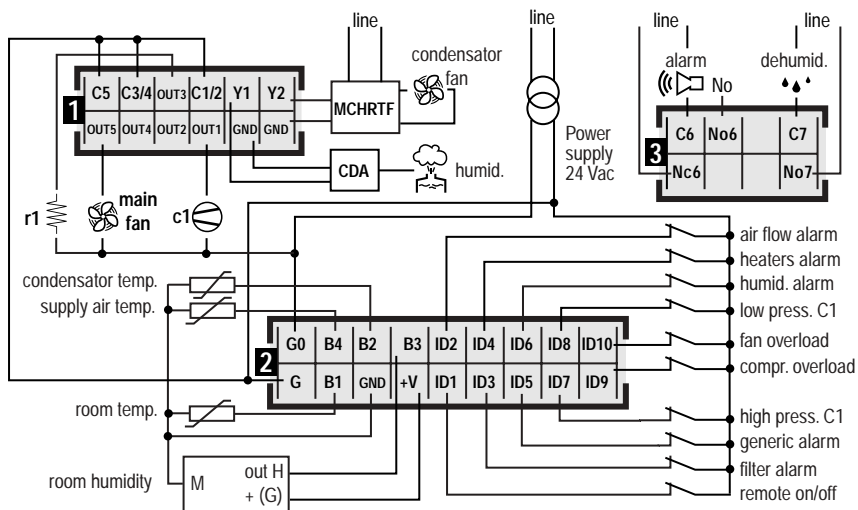 line
line
line
line
condensator
fan
alarm
No
dehumid.
C5 C3/4 OUT3 C1/2 Y1 Y2
1
OUT5 OUT4 OUT2 OUT1 GND GND
MCHRTF
CDA
humid.
Power
supply
24 Vac
C6 No6 C7
3
Nc6 No7
r1
main
fan
c1
air flow alarm
heaters alarm
humid. alarm
low press. C1
fan overload
compr. overload
condensator temp.
supply air temp.
G0 B4 B2 B3 ID2 ID4 ID6 ID8 ID10
2
G B1 GND +V ID1 ID3 ID5 ID7 ID9
room temp.
high press. C1
generic alarm
filter alarm
remote on/off
room humidity
M
out H
+ (G)